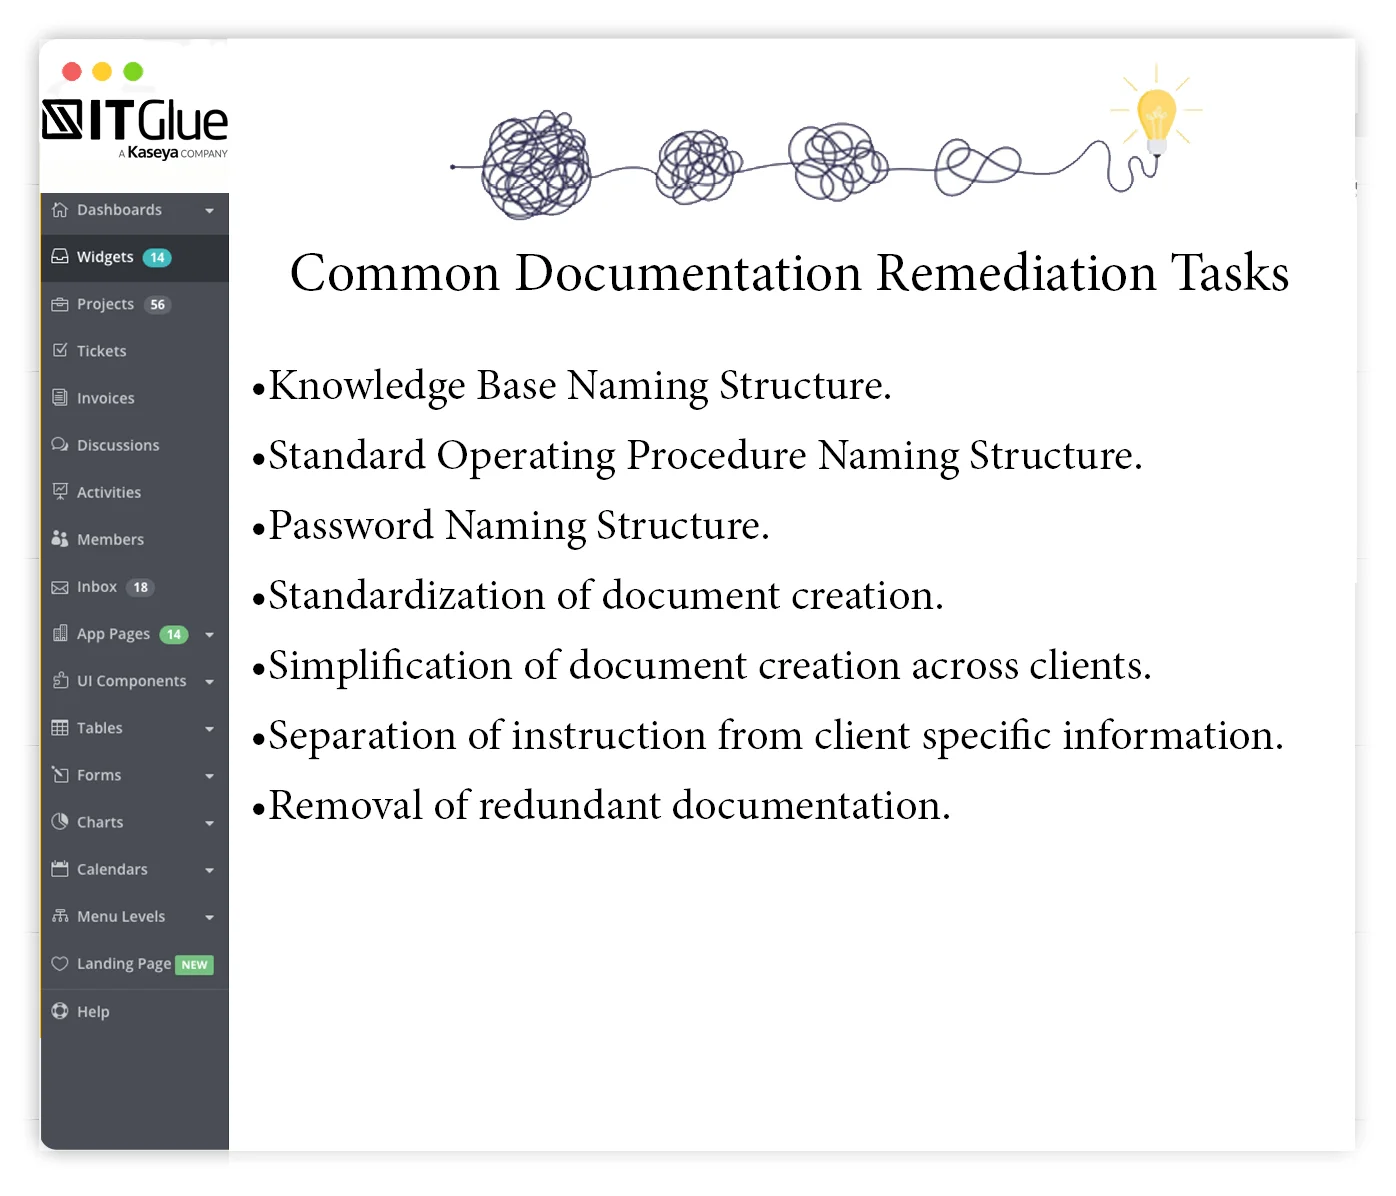 ITGlue
A Kaseya COMPANY
Dashboards
Widgets 14
Projects 56
Tickets
Invoices
Discussions
Activities
Members
Inbox 18
App Pages 14
UI Components
Tables
Forms
Charts
Calendars
Menu Levels
Landing Page NEW
Help
Common Documentation Remediation Tasks
•Knowledge Base Naming Structure.
•Standard Operating Procedure Naming Structure.
•Password Naming Structure.
•Standardization of document creation.
•Simplification of document creation across clients.
•Separation of instruction from client specific information.
•Removal of redundant documentation.